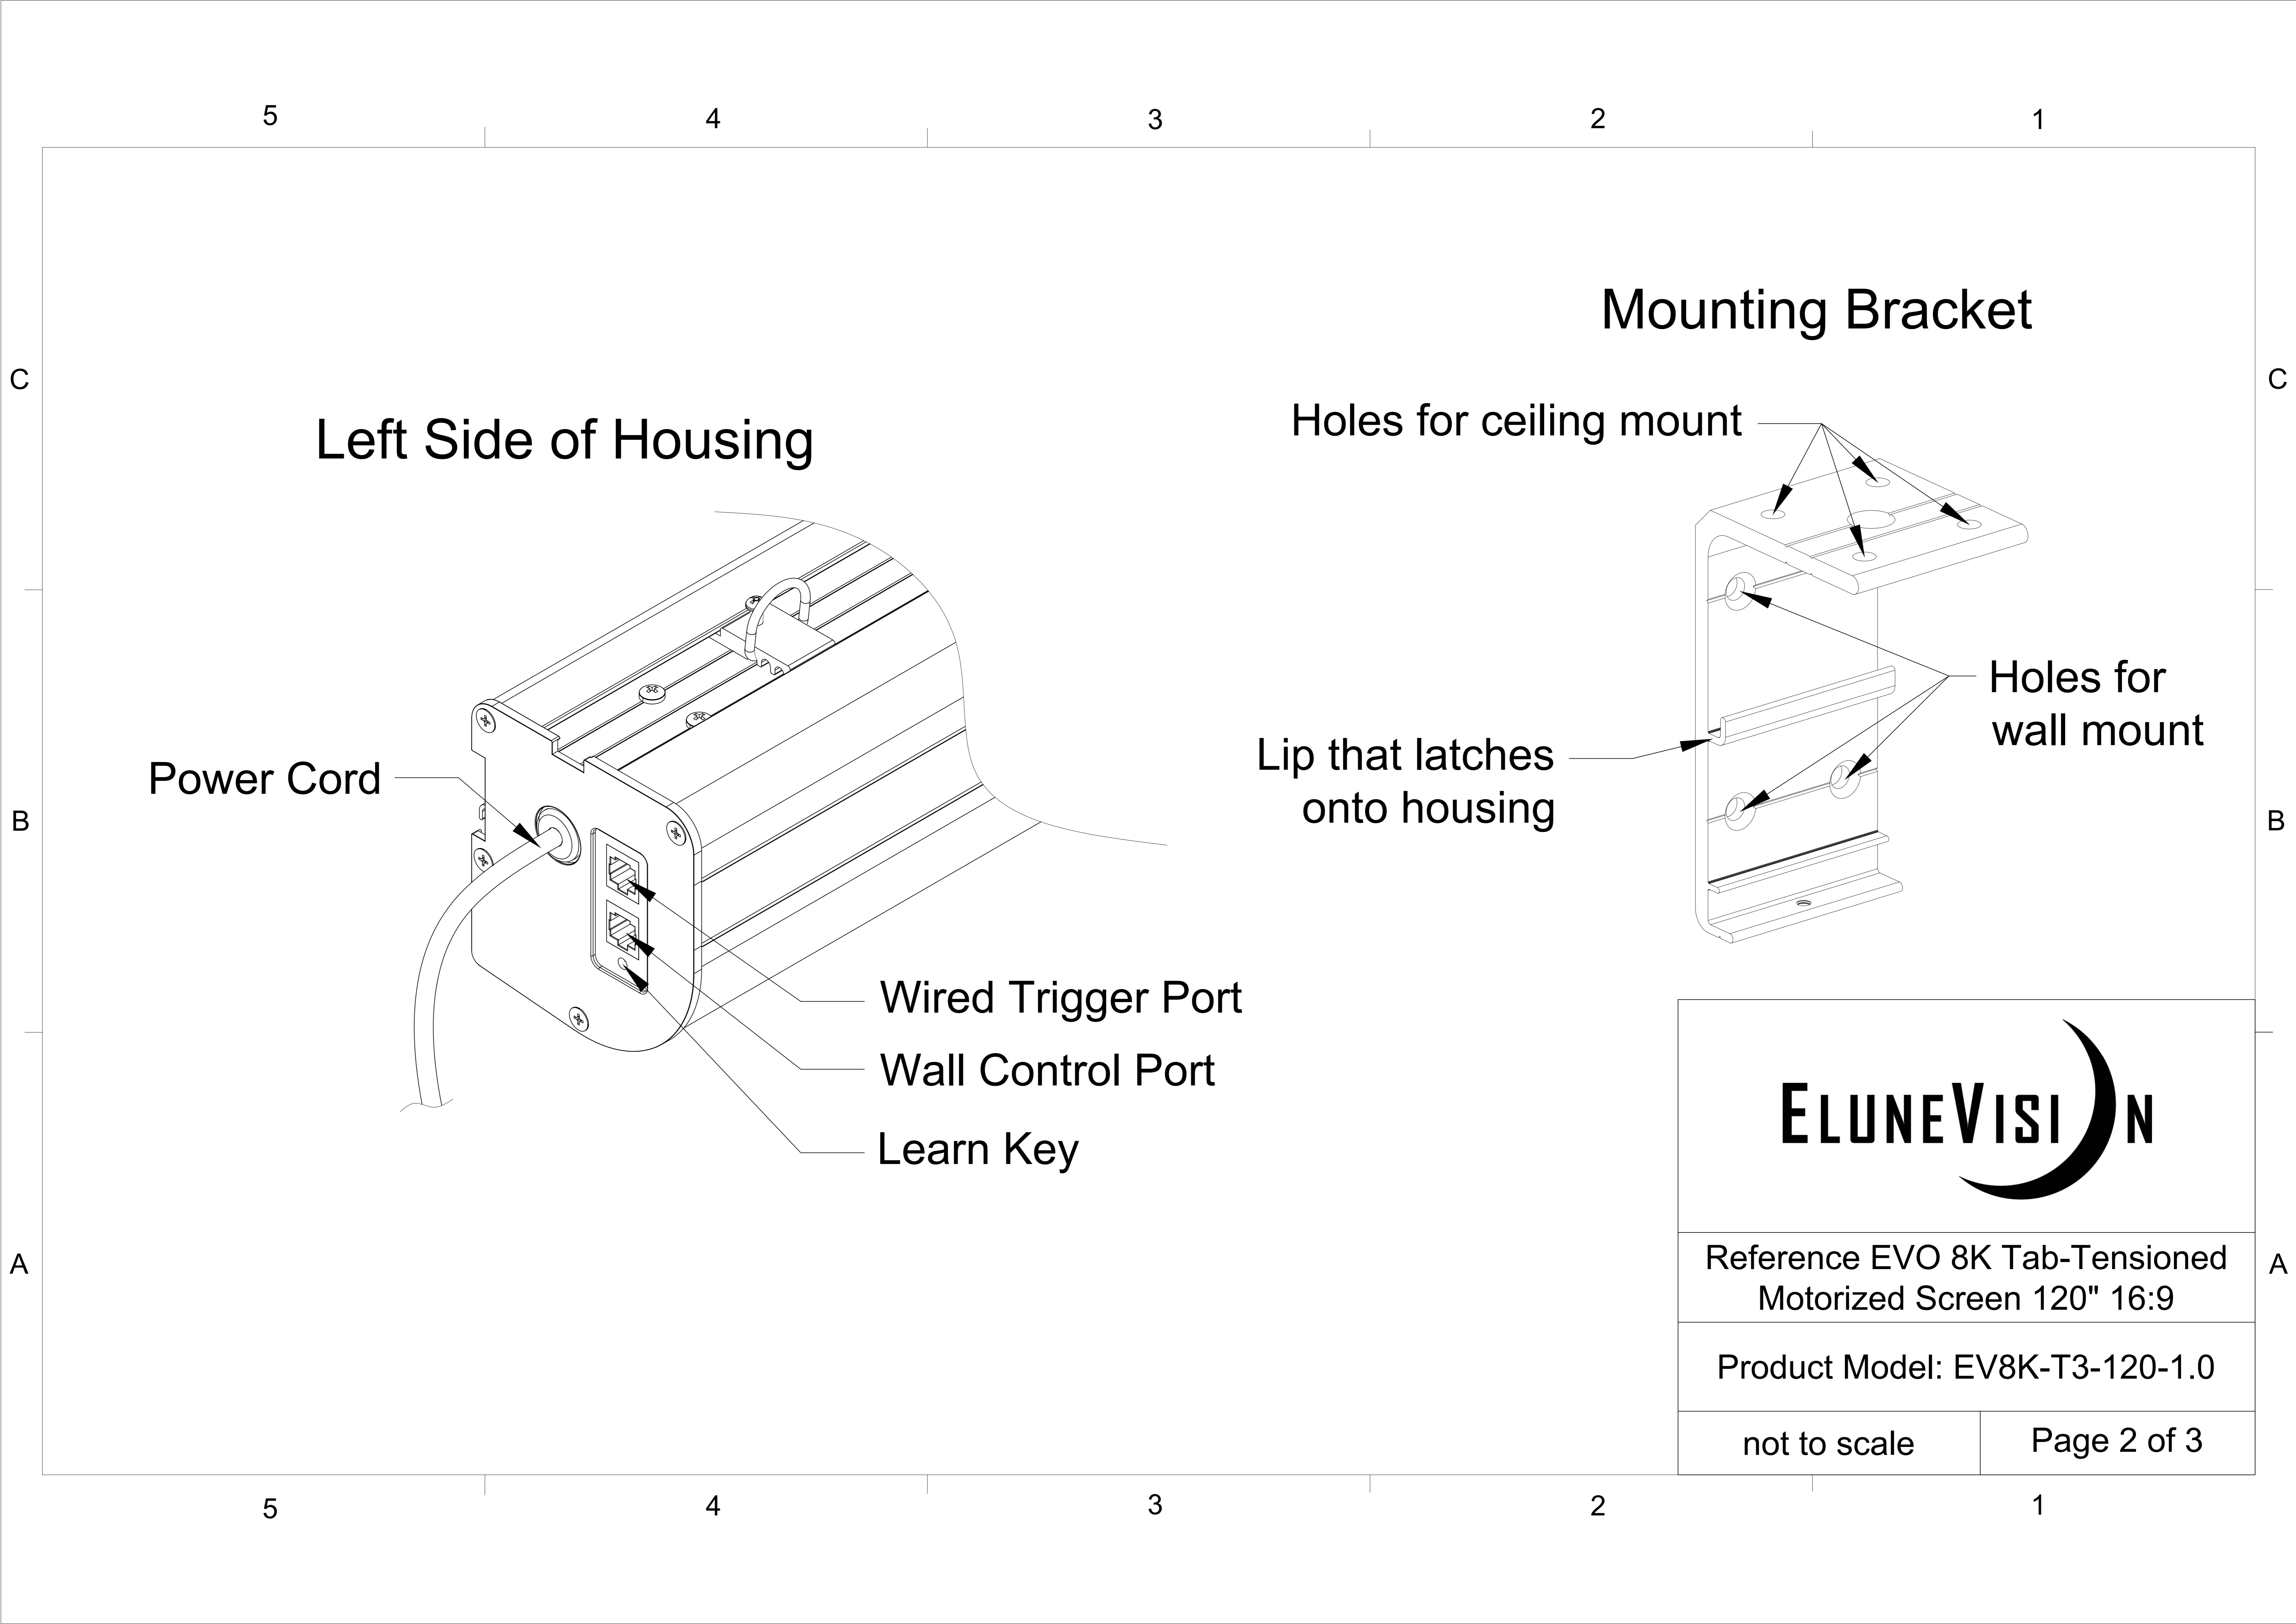 5 4 3 2 1
Mounting Bracket
C
C
Holes for ceiling mount
Left Side of Housing
Holes for
wall mount
Lip that latches
onto housing
Power Cord
B
B
Wired Trigger Port
Wall Control Port
Learn Key
ELUNEVISION
A
A
Reference EVO 8K Tab-Tensioned
Motorized Screen 120" 16:9
Product Model: EV8K-T3-120-1.0
not to scale
Page 2 of 3
5 4 3 2 1